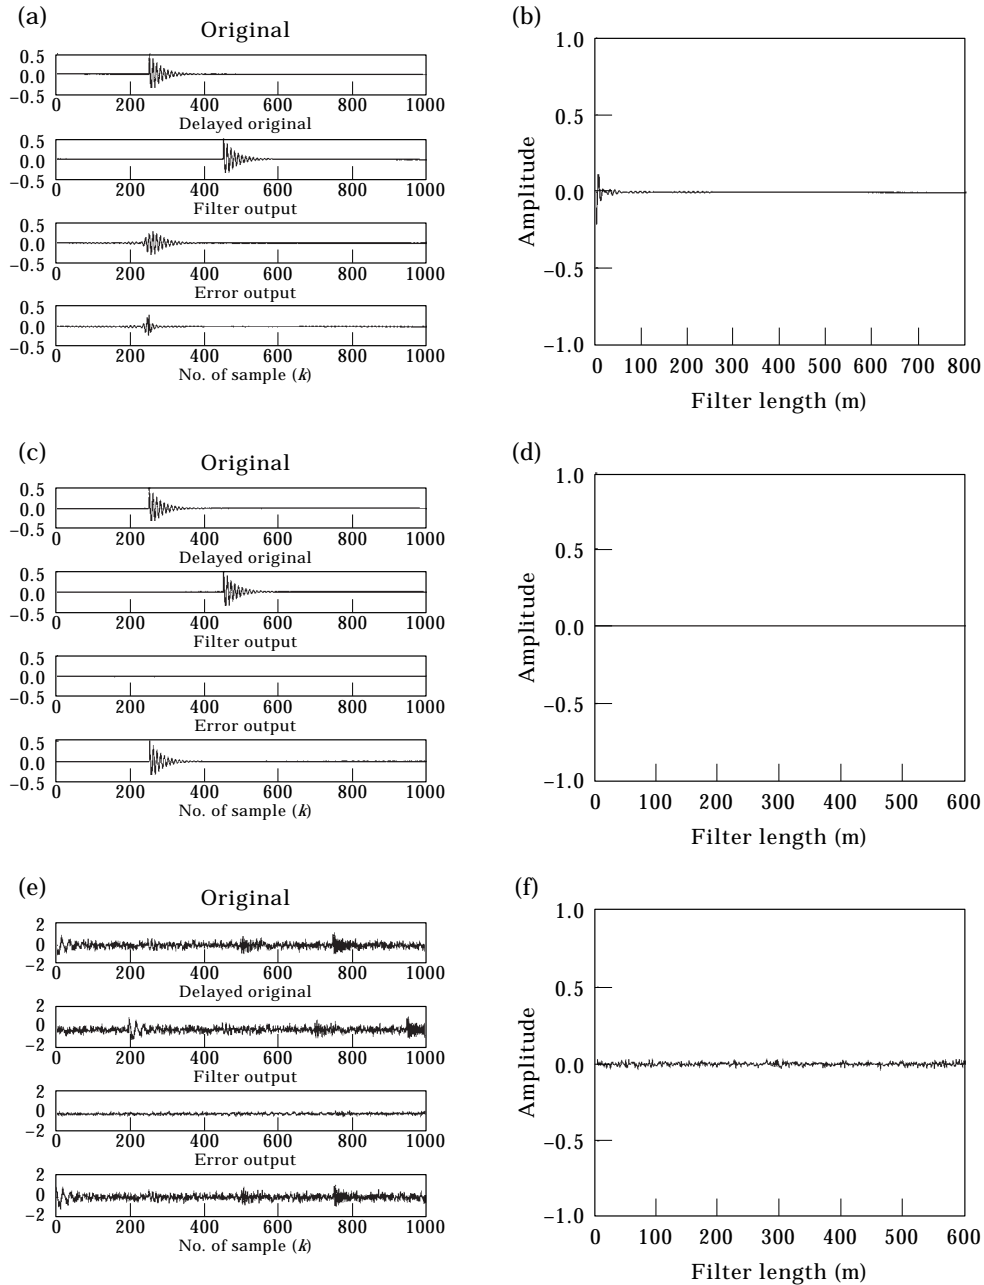 (a)
Original
0.5
0.0
−0.5
0 200 400 600 800 1000
Delayed original
0.5
0.0
−0.5
0 200 400 600 800 1000
Filter output
0.5
0.0
−0.5
0 200 400 600 800 1000
Error output
0.5
0.0
−0.5
0 200 400 600 800 1000
No. of sample (k)
(b)
Amplitude
1.0
0.5
0.0
−0.5
−1.0
0 100 200 300 400 500 600 700 800
Filter length (m)
(c)
Original
0.5
0.0
−0.5
0 200 400 600 800 1000
Delayed original
0.5
0.0
−0.5
0 200 400 600 800 1000
Filter output
0.5
0.0
−0.5
0 200 400 600 800 1000
Error output
0.5
0.0
−0.5
0 200 400 600 800 1000
No. of sample (k)
(d)
Amplitude
1.0
0.5
0.0
−0.5
−1.0
0 100 200 300 400 500 600
Filter length (m)
(e)
Original
2
0
−2
0 200 400 600 800 1000
Delayed original
2
0
−2
0 200 400 600 800 1000
Filter output
2
0
−2
0 200 400 600 800 1000
Error output
2
0
−2
0 200 400 600 800 1000
No. of sample (k)
(f)
Amplitude
1.0
0.5
0.0
−0.5
−1.0
0 100 200 300 400 500 600
Filter length (m)